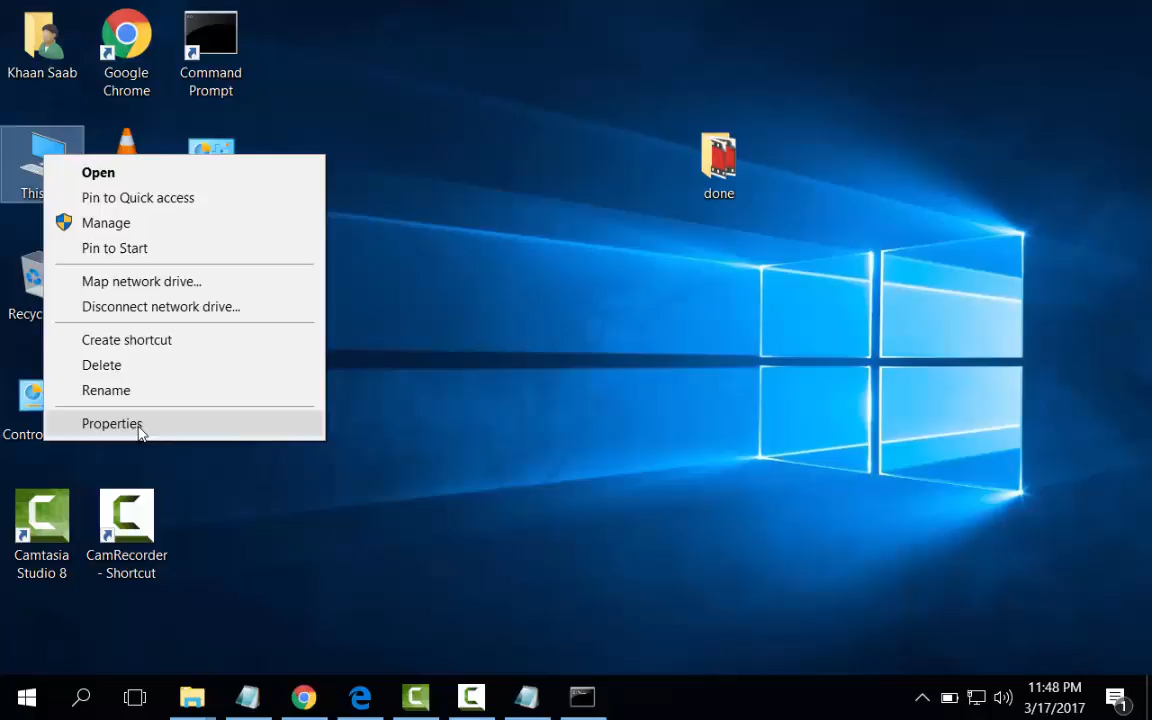 Khaan Saab
Google
Chrome
Command
Prompt
This
Open
Pin to Quick access
Manage
Pin to Start
Map network drive...
Disconnect network drive...
Create shortcut
Delete
Rename
Properties
done
Camtasia
Studio 8
CamRecorder
- Shortcut
11:48 PM
3/17/2017
1